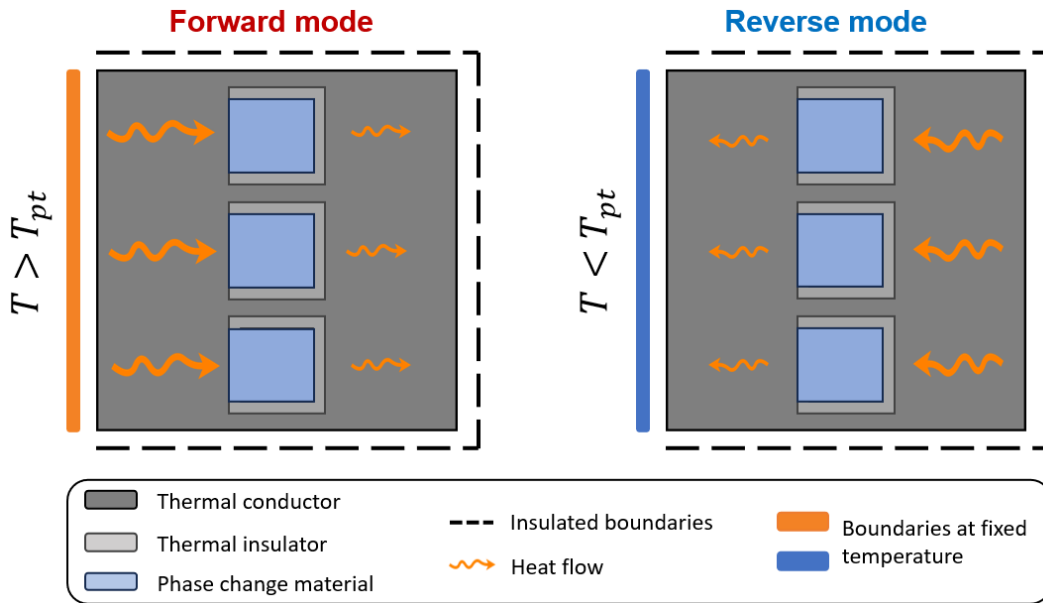 Forward mode
Reverse mode
T > T_pt
T < T_pt
Thermal conductor
Thermal insulator
Phase change material
Insulated boundaries
Heat flow
Boundaries at fixed
temperature